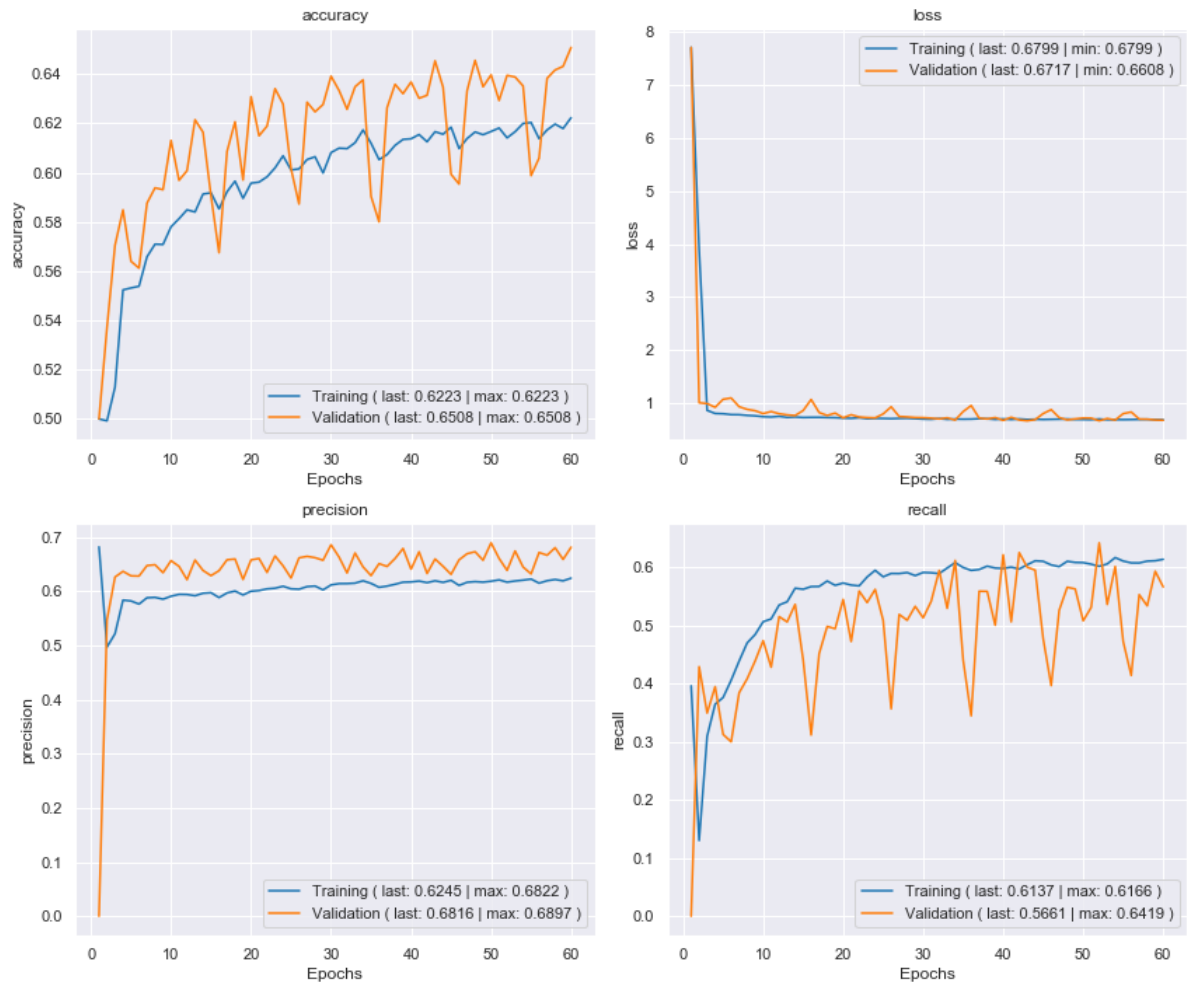 accuracy
0.64
0.62
0.60
0.58
0.56
0.54
0.52
0.50
accuracy
Training ( last: 0.6223 | max: 0.6223 )
Validation ( last: 0.6508 | max: 0.6508 )
0 10 20 30 40 50 60
Epochs
loss
8
7
6
5
4
3
2
1
loss
Training ( last: 0.6799 | min: 0.6799 )
Validation ( last: 0.6717 | min: 0.6608 )
0 10 20 30 40 50 60
Epochs
precision
0.7
0.6
0.5
0.4
0.3
0.2
0.1
0.0
precision
Training ( last: 0.6245 | max: 0.6822 )
Validation ( last: 0.6816 | max: 0.6897 )
0 10 20 30 40 50 60
Epochs
recall
0.6
0.5
0.4
0.3
0.2
0.1
0.0
recall
Training ( last: 0.6137 | max: 0.6166 )
Validation ( last: 0.5661 | max: 0.6419 )
0 10 20 30 40 50 60
Epochs